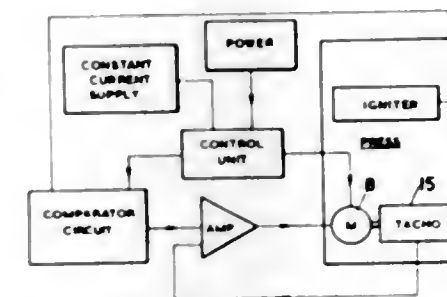 POWER
CONSTANT
CURRENT
SUPPLY
IGNITER
CONTROL
UNIT
PRESS
8
15
COMPARATOR
CIRCUIT
AMP
M
TACHO